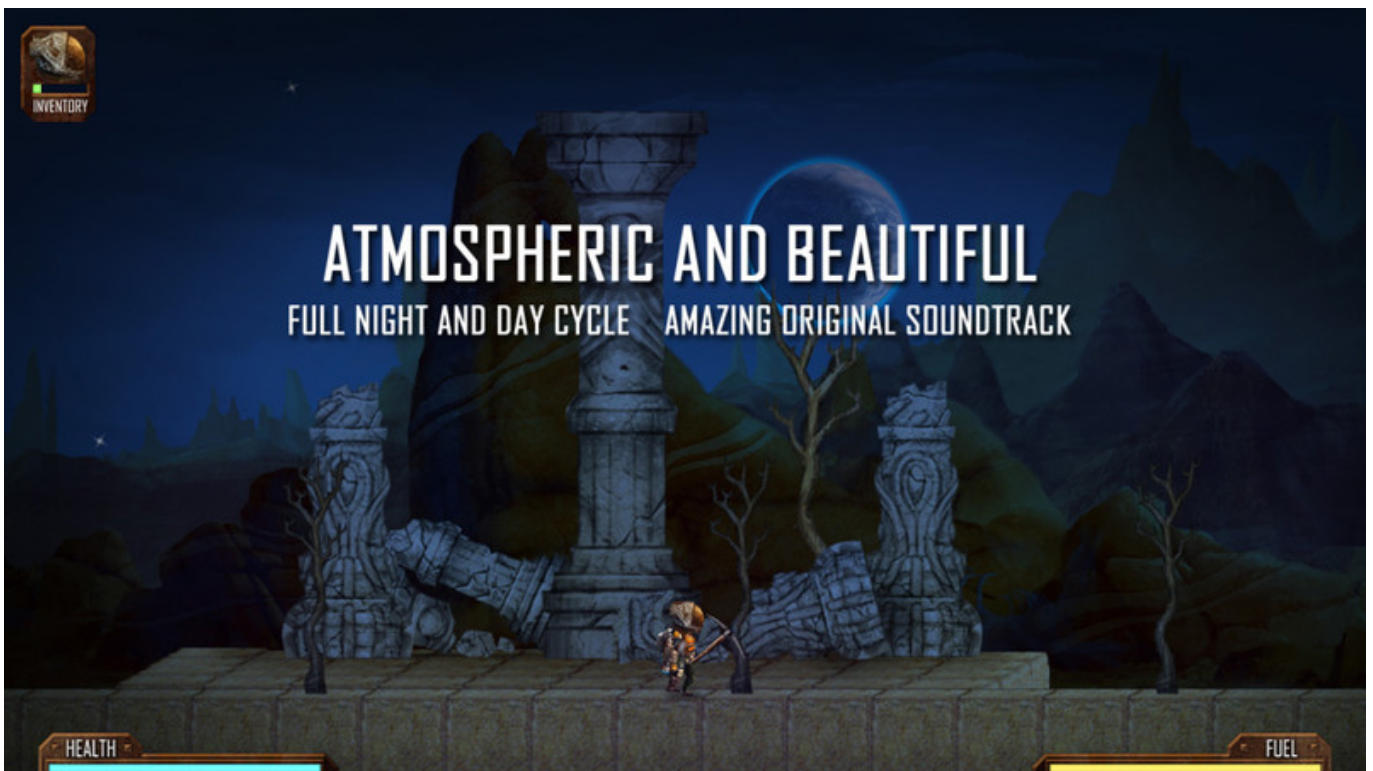 INVENTORY
ATMOSPHERIC AND BEAUTIFUL
FULL NIGHT AND DAY CYCLE AMAZING ORIGINAL SOUNDTRACK
HEALTH
FUEL